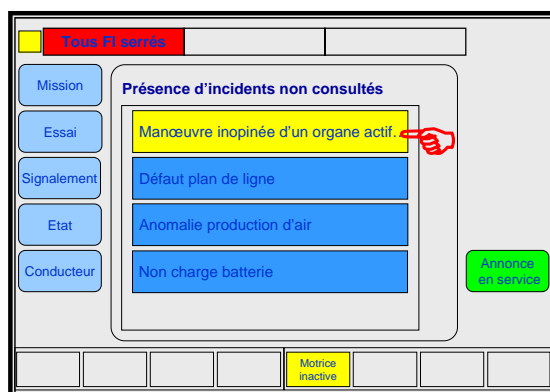 Tous FI serrés
Mission
Essai
Signalement
Etat
Conducteur
Présence d'incidents non consultés
Manœuvre inopinée d'un organe actif..
Défaut plan de ligne
Anomalie production d'air
Non charge batterie
Annonce
en service
Motrice
inactive